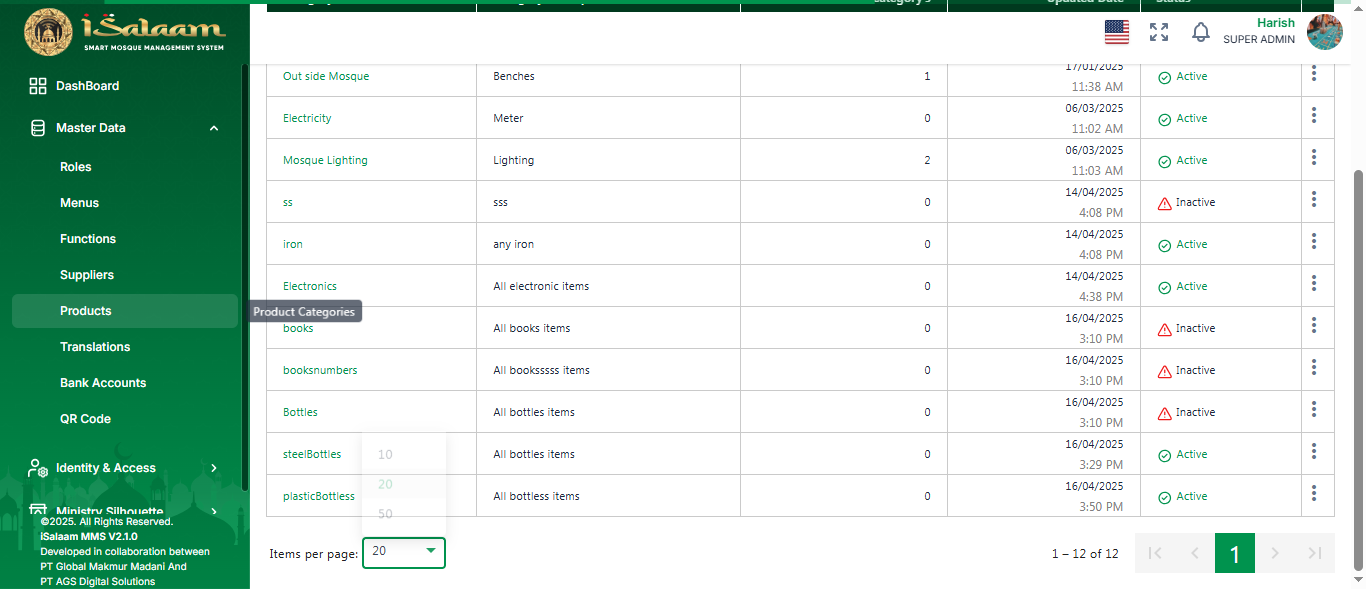 iSalaam
SMART MOSQUE MANAGEMENT SYSTEM
Updated Date
Harish
SUPER ADMIN
DashBoard
Master Data
Roles
Menus
Functions
Suppliers
Products
Product Categories
Translations
Bank Accounts
QR Code
Identity & Access
Ministry Silhouette
©2025. All Rights Reserved.
iSalaam MMS V2.1.0
Developed in collaboration between
PT Global Makmur Madani And
PT AGS Digital Solutions
Out side Mosque Benches 1 17/01/2025 Active
11:38 AM
Electricity Meter 0 06/03/2025 Active
11:02 AM
Mosque Lighting Lighting 2 06/03/2025 Active
11:03 AM
ss sss 0 14/04/2025 Inactive
4:08 PM
iron any iron 0 14/04/2025 Active
4:08 PM
Electronics All electronic items 0 14/04/2025 Active
4:38 PM
books All books items 0 16/04/2025 Inactive
3:10 PM
booksnumbers All booksssss items 0 16/04/2025 Inactive
3:10 PM
Bottles All bottles items 0 16/04/2025 Inactive
3:10 PM
steelBottles All bottles items 0 16/04/2025 Active
3:29 PM
plasticBottless All bottless items 0 16/04/2025 Active
3:50 PM
10
20
50
Items per page: 20 1 – 12 of 12 1